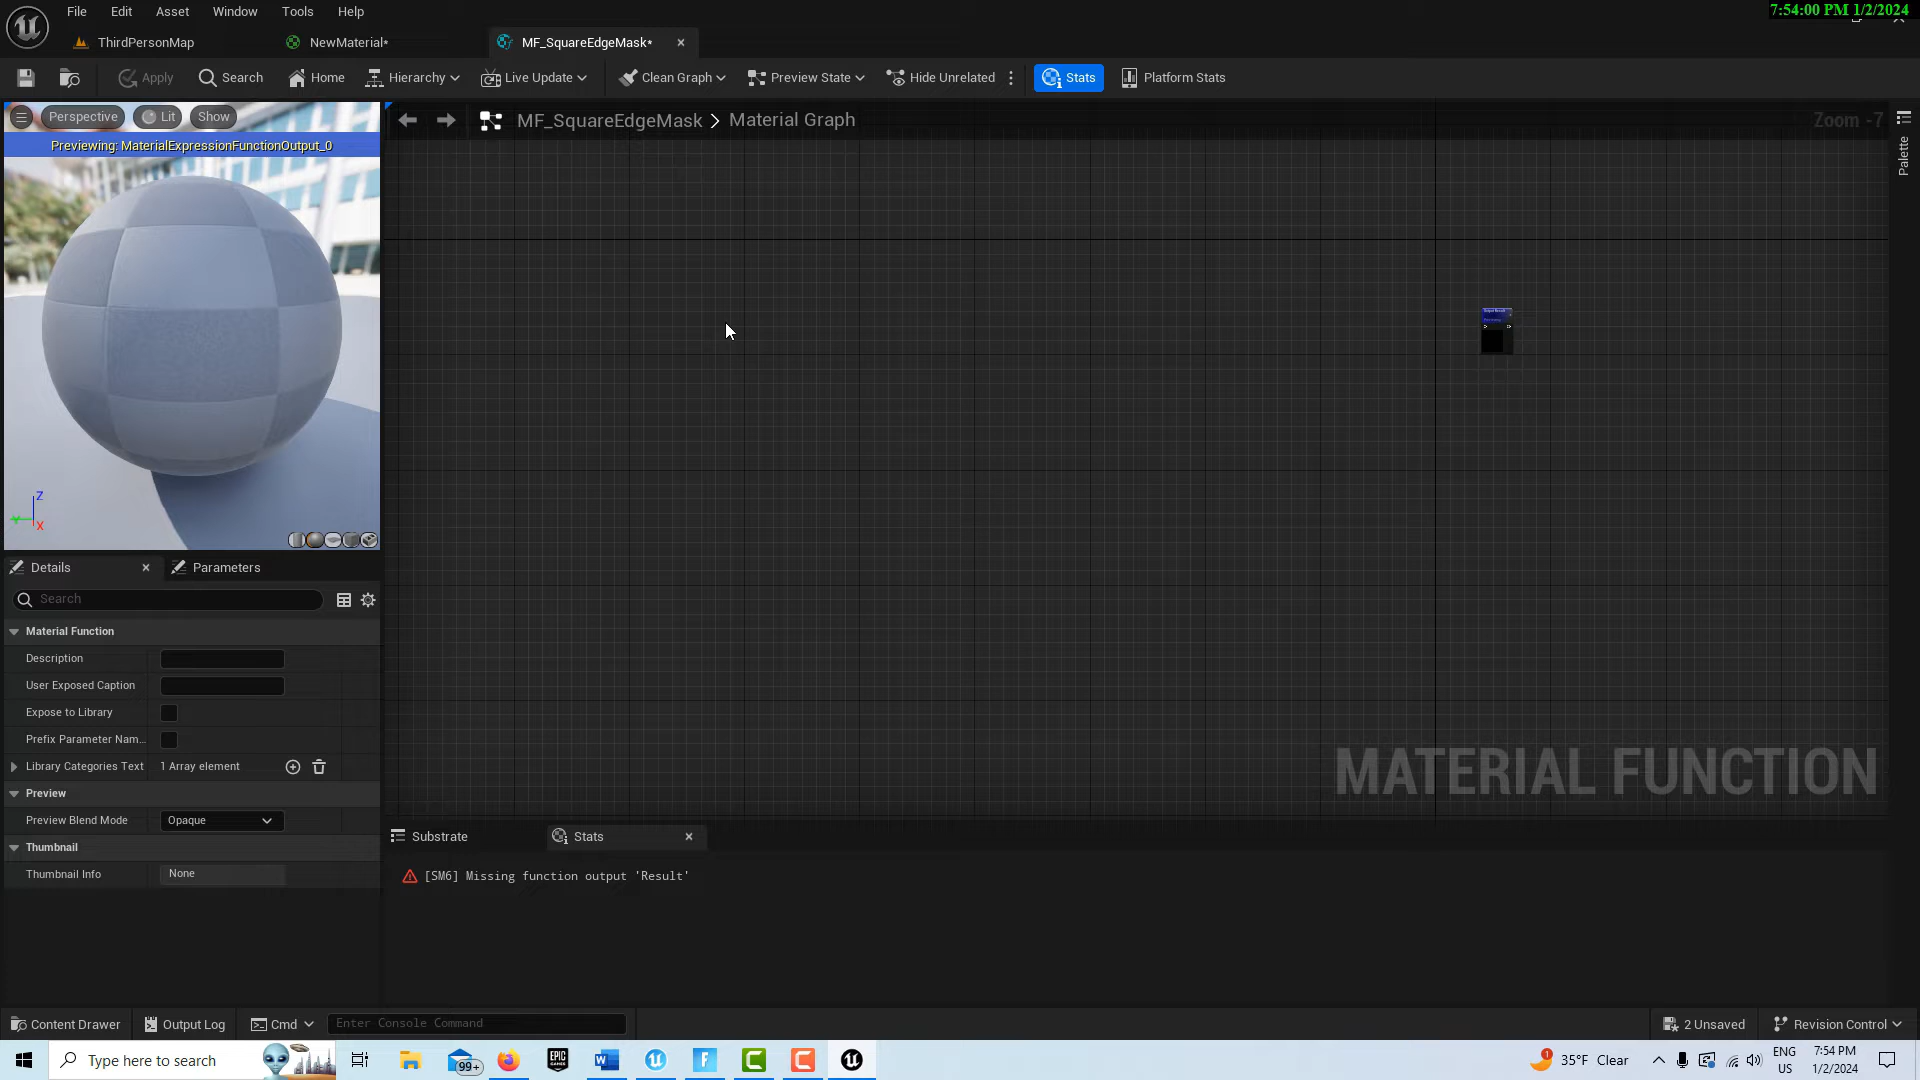 File Edit Asset Window Tools Help
7:54:00 PM 1/2/2024
ThirdPersonMap NewMaterial* MF_SquareEdgeMask*
Apply Search Home Hierarchy Live Update Clean Graph Preview State Hide Unrelated Stats Platform Stats
Perspective Lit Show
Previewing: MaterialExpressionFunctionOutput_0
MF_SquareEdgeMask > Material Graph
Zoom -7
Palette
Z
Y
X
MATERIAL FUNCTION
Details Parameters
Search
Material Function
Description
User Exposed Caption
Expose to Library
Prefix Parameter Nam...
Library Categories Text 1 Array element
Preview
Preview Blend Mode Opaque
Thumbnail
Thumbnail Info None
Substrate Stats
[SM6] Missing function output 'Result'
Content Drawer Output Log Cmd Enter Console Command
2 Unsaved Revision Control
Type here to search
99+
EPIC GAMES
35°F Clear
ENG
US
7:54 PM
1/2/2024